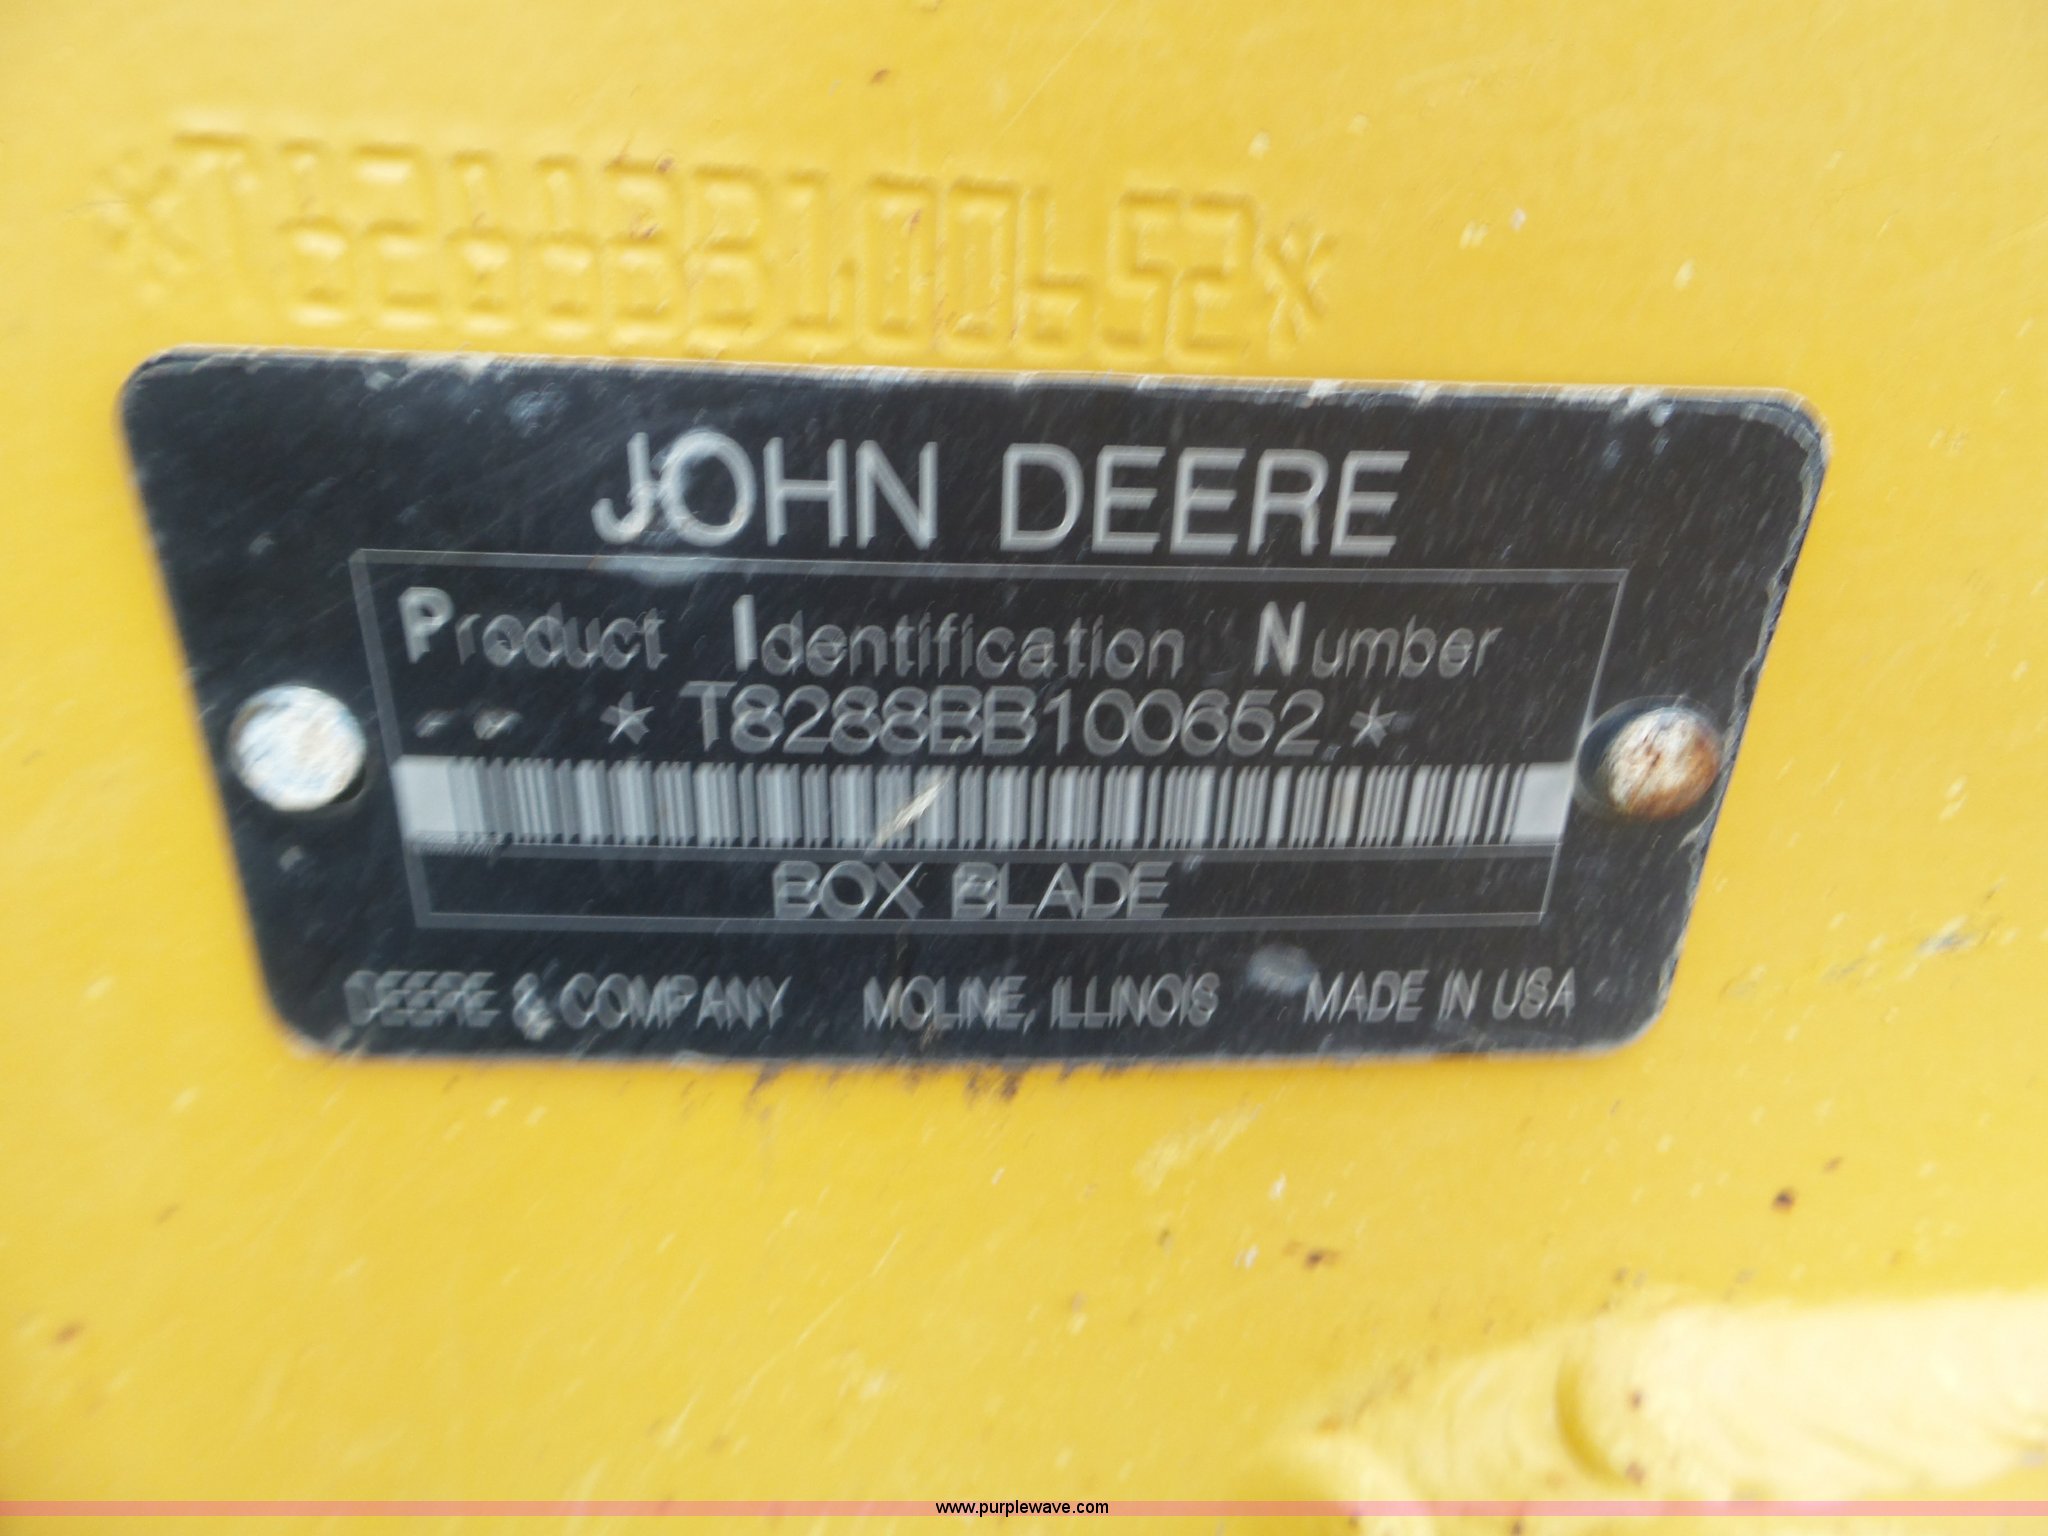 *T8288BB100652*
JOHN DEERE
Product Identification Number
* T8288BB100652 *
BOX BLADE
DEERE & COMPANY MOLINE, ILLINOIS MADE IN USA
www.purplewave.com